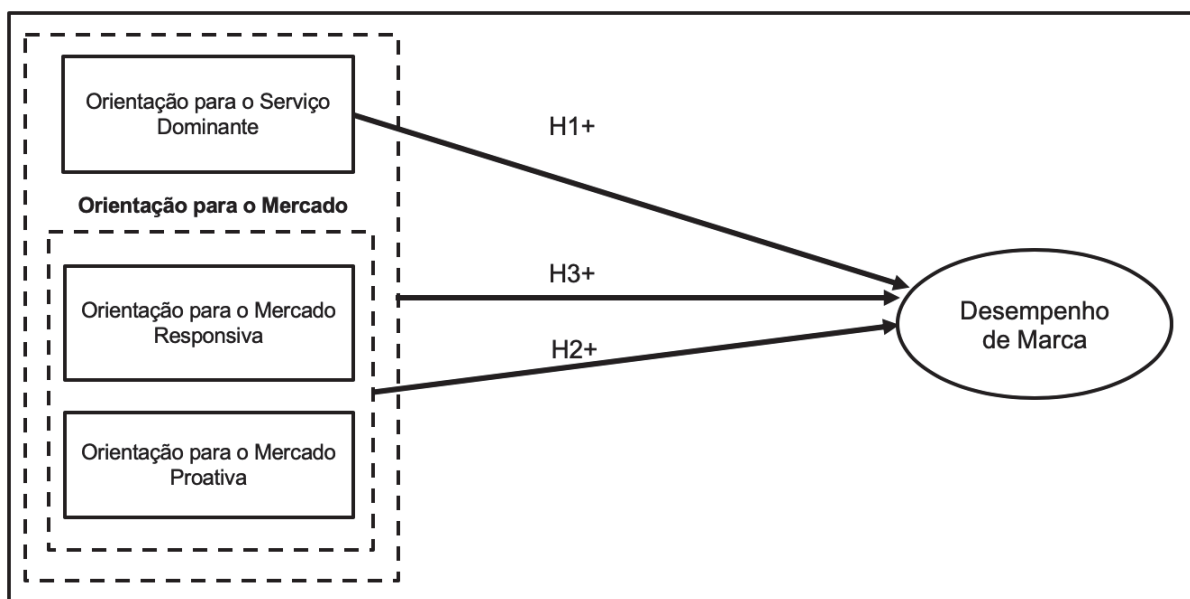 Orientação para o Serviço
Dominante
Orientação para o Mercado
Orientação para o Mercado
Responsiva
Orientação para o Mercado
Proativa
H1+
H3+
H2+
Desempenho
de Marca